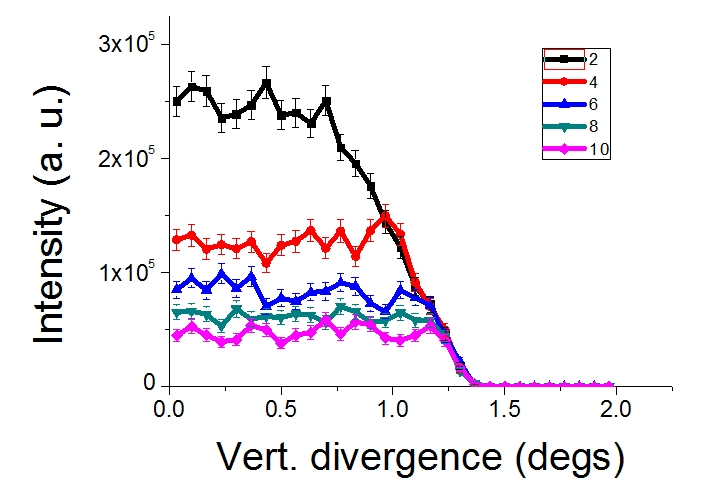 3x10⁵
2x10⁵
1x10⁵
0
Intensity (a. u.)
2
4
6
8
10
0.0 0.5 1.0 1.5 2.0
Vert. divergence (degs)